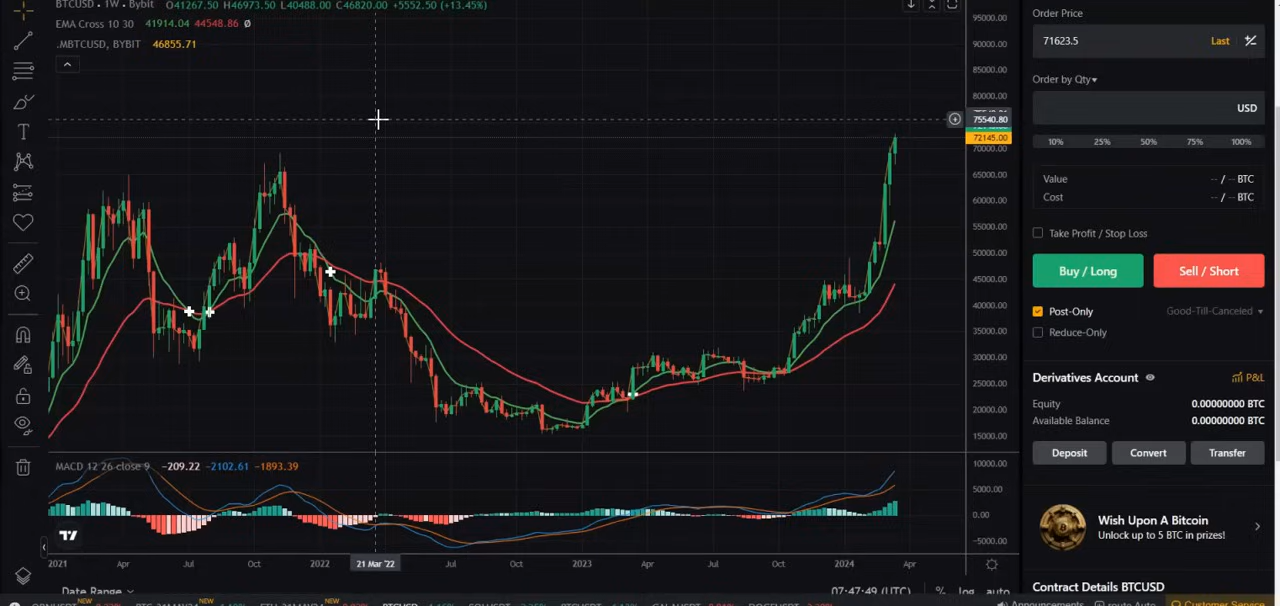 BTCUSD · 1W · Bybit O41267.50 H46973.50 L40488.00 C46820.00 +5552.50 (+13.45%)
EMA Cross 10 30 41914.04 44548.86 Ø
.MBTCUSD, BYBIT 46855.71
95000.00
90000.00
85000.00
80000.00
75540.80
72145.00
70000.00
65000.00
60000.00
55000.00
50000.00
45000.00
40000.00
35000.00
30000.00
25000.00
20000.00
15000.00
MACD 12 26 close 9 −209.22 −2102.61 −1893.39
10000.00
5000.00
0.00
−5000.00
2021 Apr Jul Oct 2022 21 Mar '22 Jul Oct 2023 Apr Jul Oct 2024 Apr
Date Range 07:47:49 (UTC) % log auto
Order Price
71623.5 Last
Order by Qty
USD
10% 25% 50% 75% 100%
Value -- / -- BTC
Cost -- / -- BTC
Take Profit / Stop Loss
Buy / Long Sell / Short
Post-Only Good-Till-Canceled
Reduce-Only
Derivatives Account P&L
Equity 0.00000000 BTC
Available Balance 0.00000000 BTC
Deposit Convert Transfer
Wish Upon A Bitcoin
Unlock up to 5 BTC in prizes!
Contract Details BTCUSD
NEW NEW NEW
Announcements route Auto Customer Service